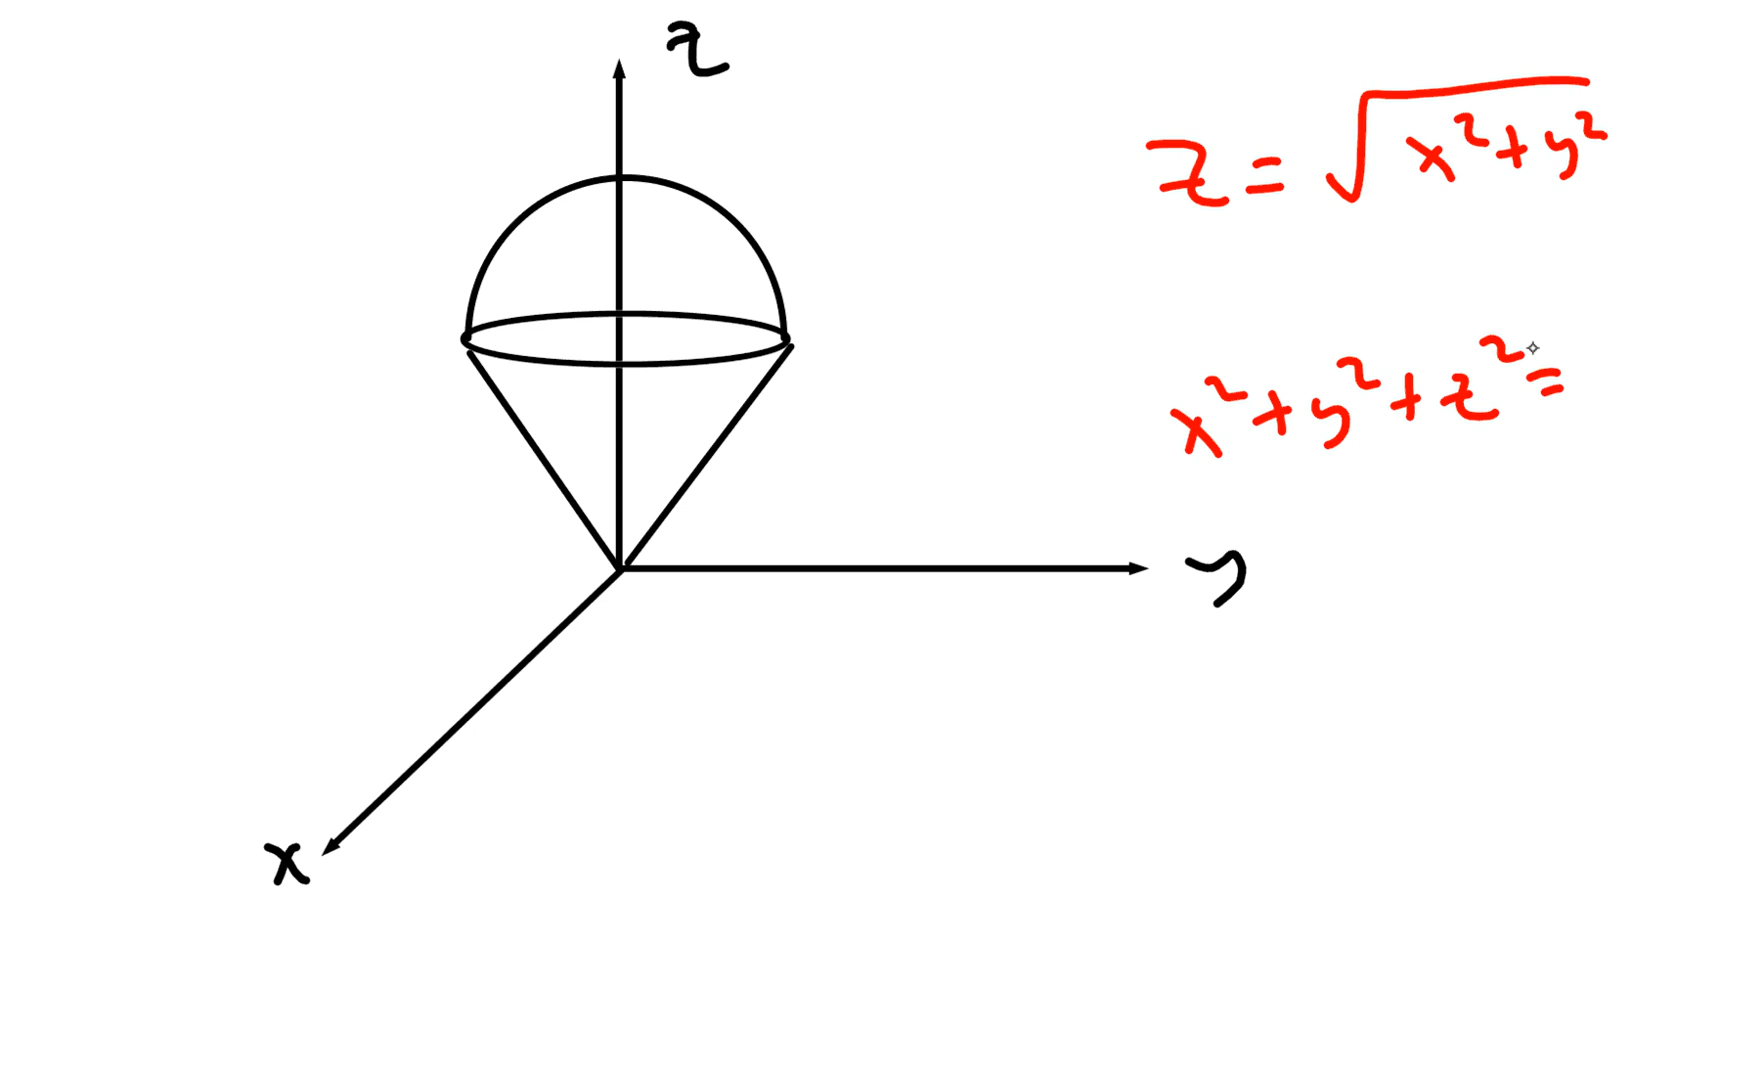 z
z = √x²+y²
x²+y²+z²=
y
x